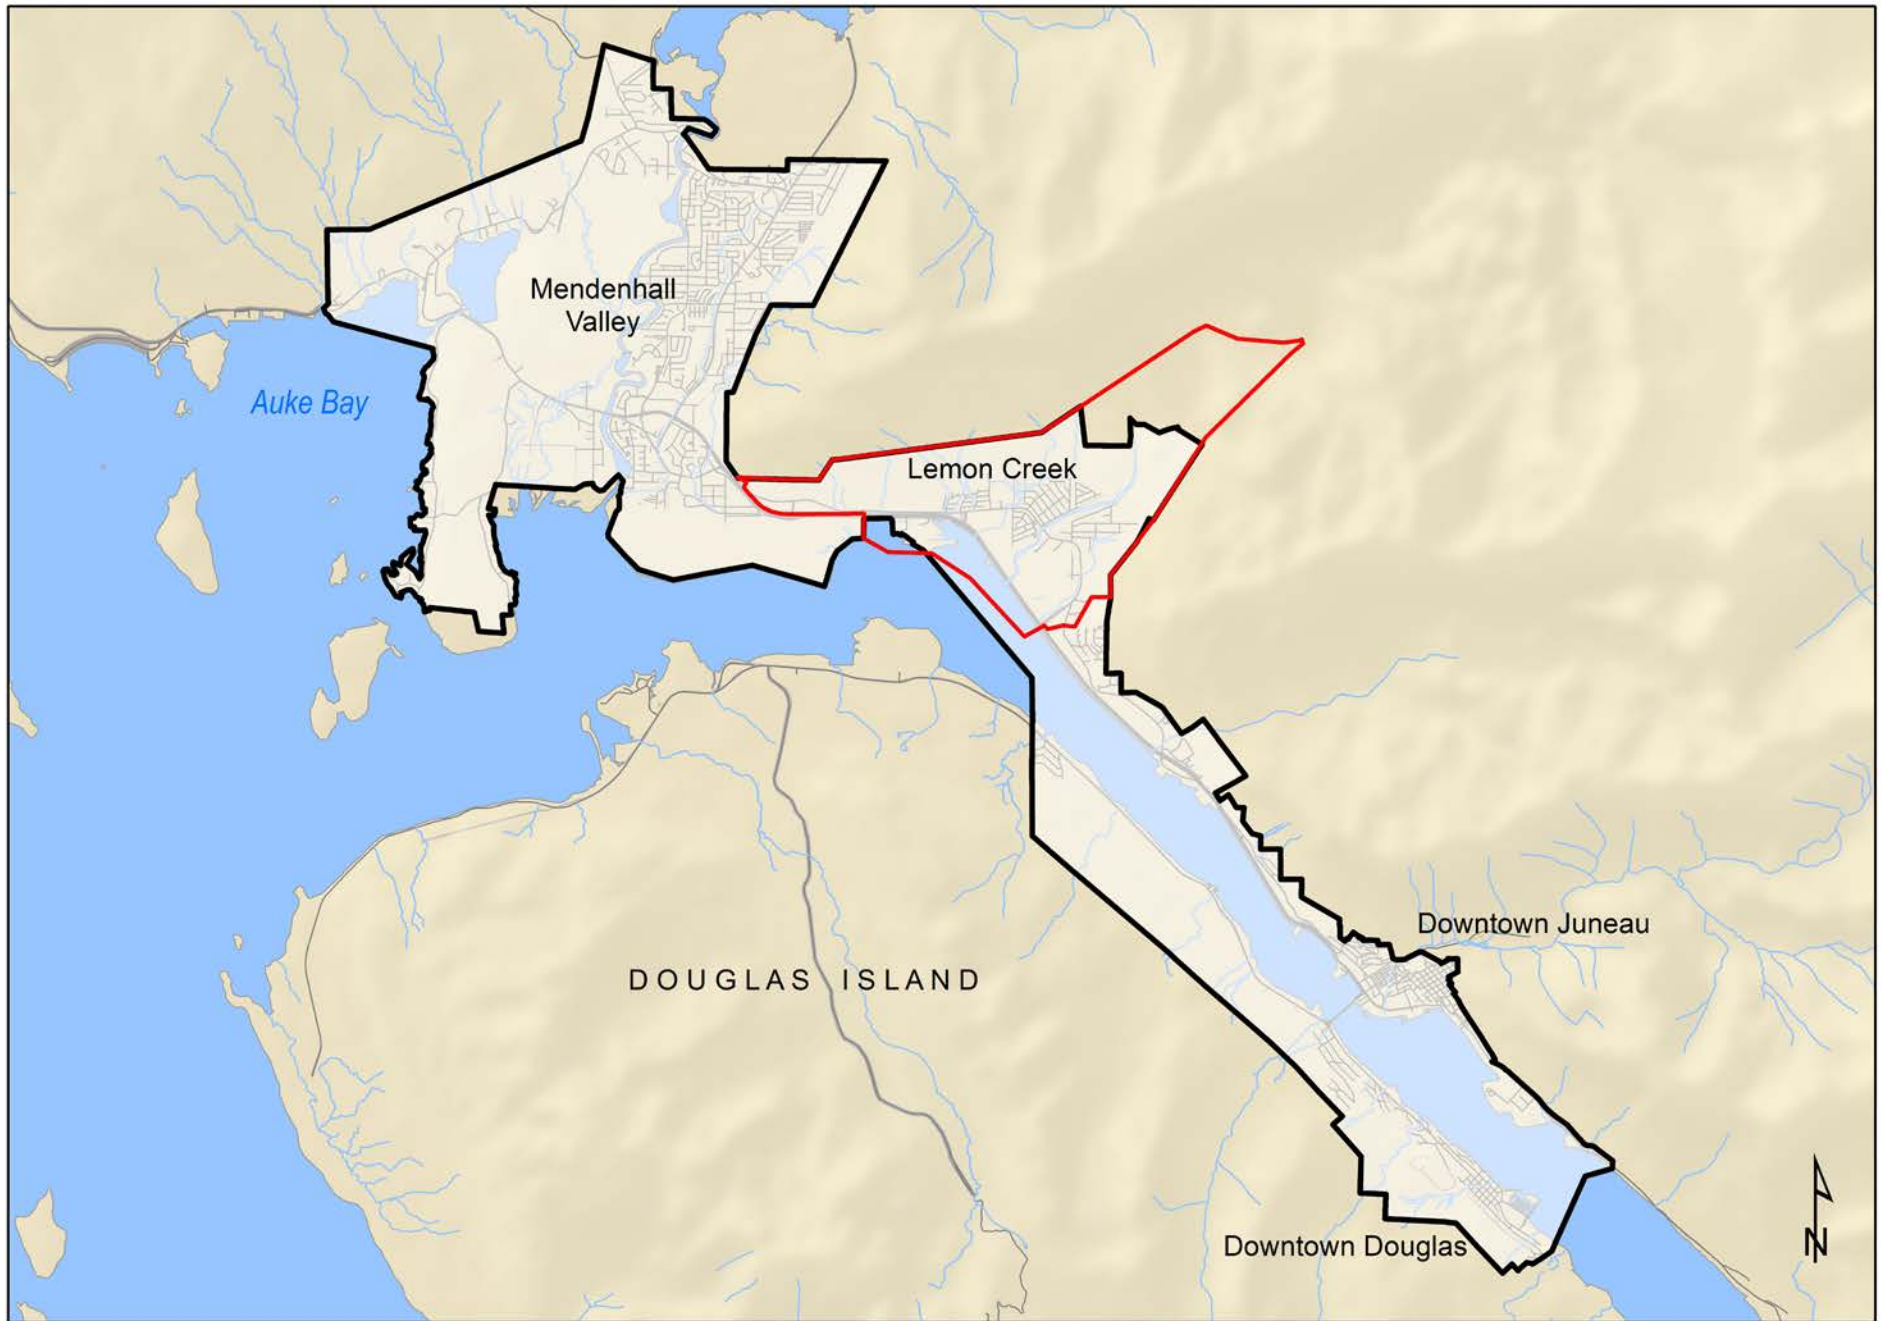 Mendenhall
Valley
Auke Bay
Lemon Creek
Downtown Juneau
DOUGLAS ISLAND
Downtown Douglas
N